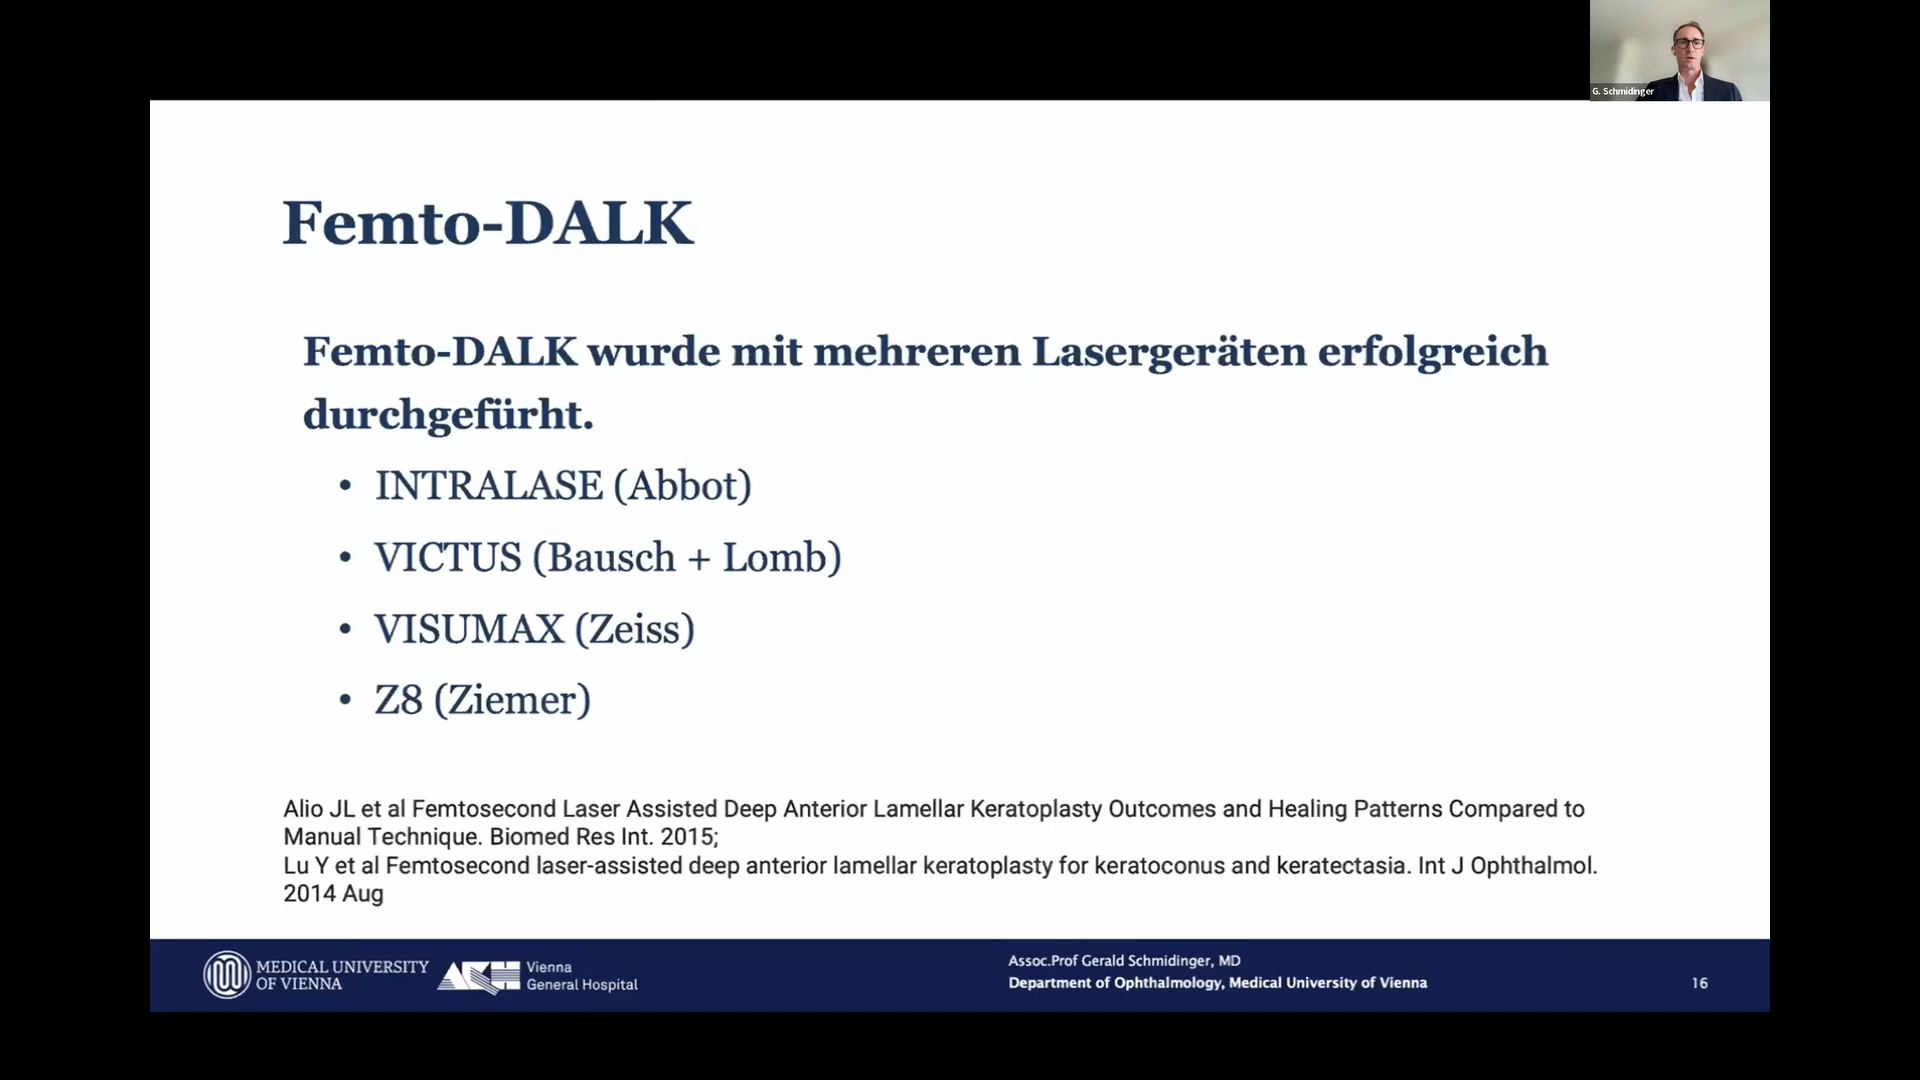 G. Schmidinger
Femto-DALK
Femto-DALK wurde mit mehreren Lasergeräten erfolgreich
durchgefürht.
• INTRALASE (Abbot)
• VICTUS (Bausch + Lomb)
• VISUMAX (Zeiss)
• Z8 (Ziemer)
Alio JL et al Femtosecond Laser Assisted Deep Anterior Lamellar Keratoplasty Outcomes and Healing Patterns Compared to
Manual Technique. Biomed Res Int. 2015;
Lu Y et al Femtosecond laser-assisted deep anterior lamellar keratoplasty for keratoconus and keratectasia. Int J Ophthalmol.
2014 Aug
MEDICAL UNIVERSITY
OF VIENNA
AKH
Vienna
General Hospital
Assoc.Prof Gerald Schmidinger, MD
Department of Ophthalmology, Medical University of Vienna
16